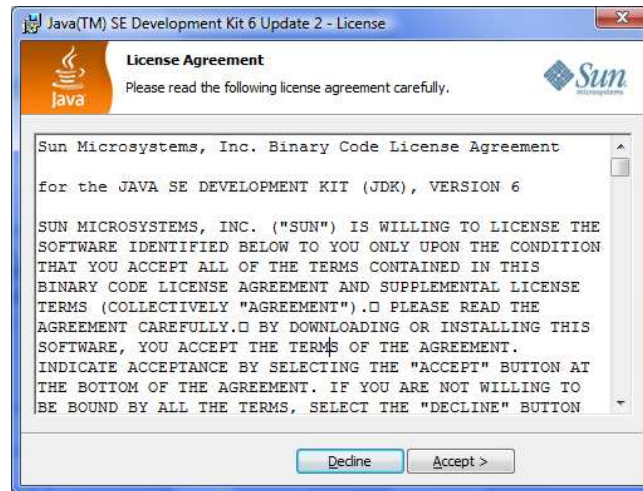 Java(TM) SE Development Kit 6 Update 2 - License
License Agreement
Please read the following license agreement carefully.
Java
Sun
microsystems
Sun Microsystems, Inc. Binary Code License Agreement
for the JAVA SE DEVELOPMENT KIT (JDK), VERSION 6
SUN MICROSYSTEMS, INC. ("SUN") IS WILLING TO LICENSE THE
SOFTWARE IDENTIFIED BELOW TO YOU ONLY UPON THE CONDITION
THAT YOU ACCEPT ALL OF THE TERMS CONTAINED IN THIS
BINARY CODE LICENSE AGREEMENT AND SUPPLEMENTAL LICENSE
TERMS (COLLECTIVELY "AGREEMENT").□ PLEASE READ THE
AGREEMENT CAREFULLY.□ BY DOWNLOADING OR INSTALLING THIS
SOFTWARE, YOU ACCEPT THE TERMS OF THE AGREEMENT.
INDICATE ACCEPTANCE BY SELECTING THE "ACCEPT" BUTTON AT
THE BOTTOM OF THE AGREEMENT. IF YOU ARE NOT WILLING TO
BE BOUND BY ALL THE TERMS, SELECT THE "DECLINE" BUTTON
Decline
Accept >